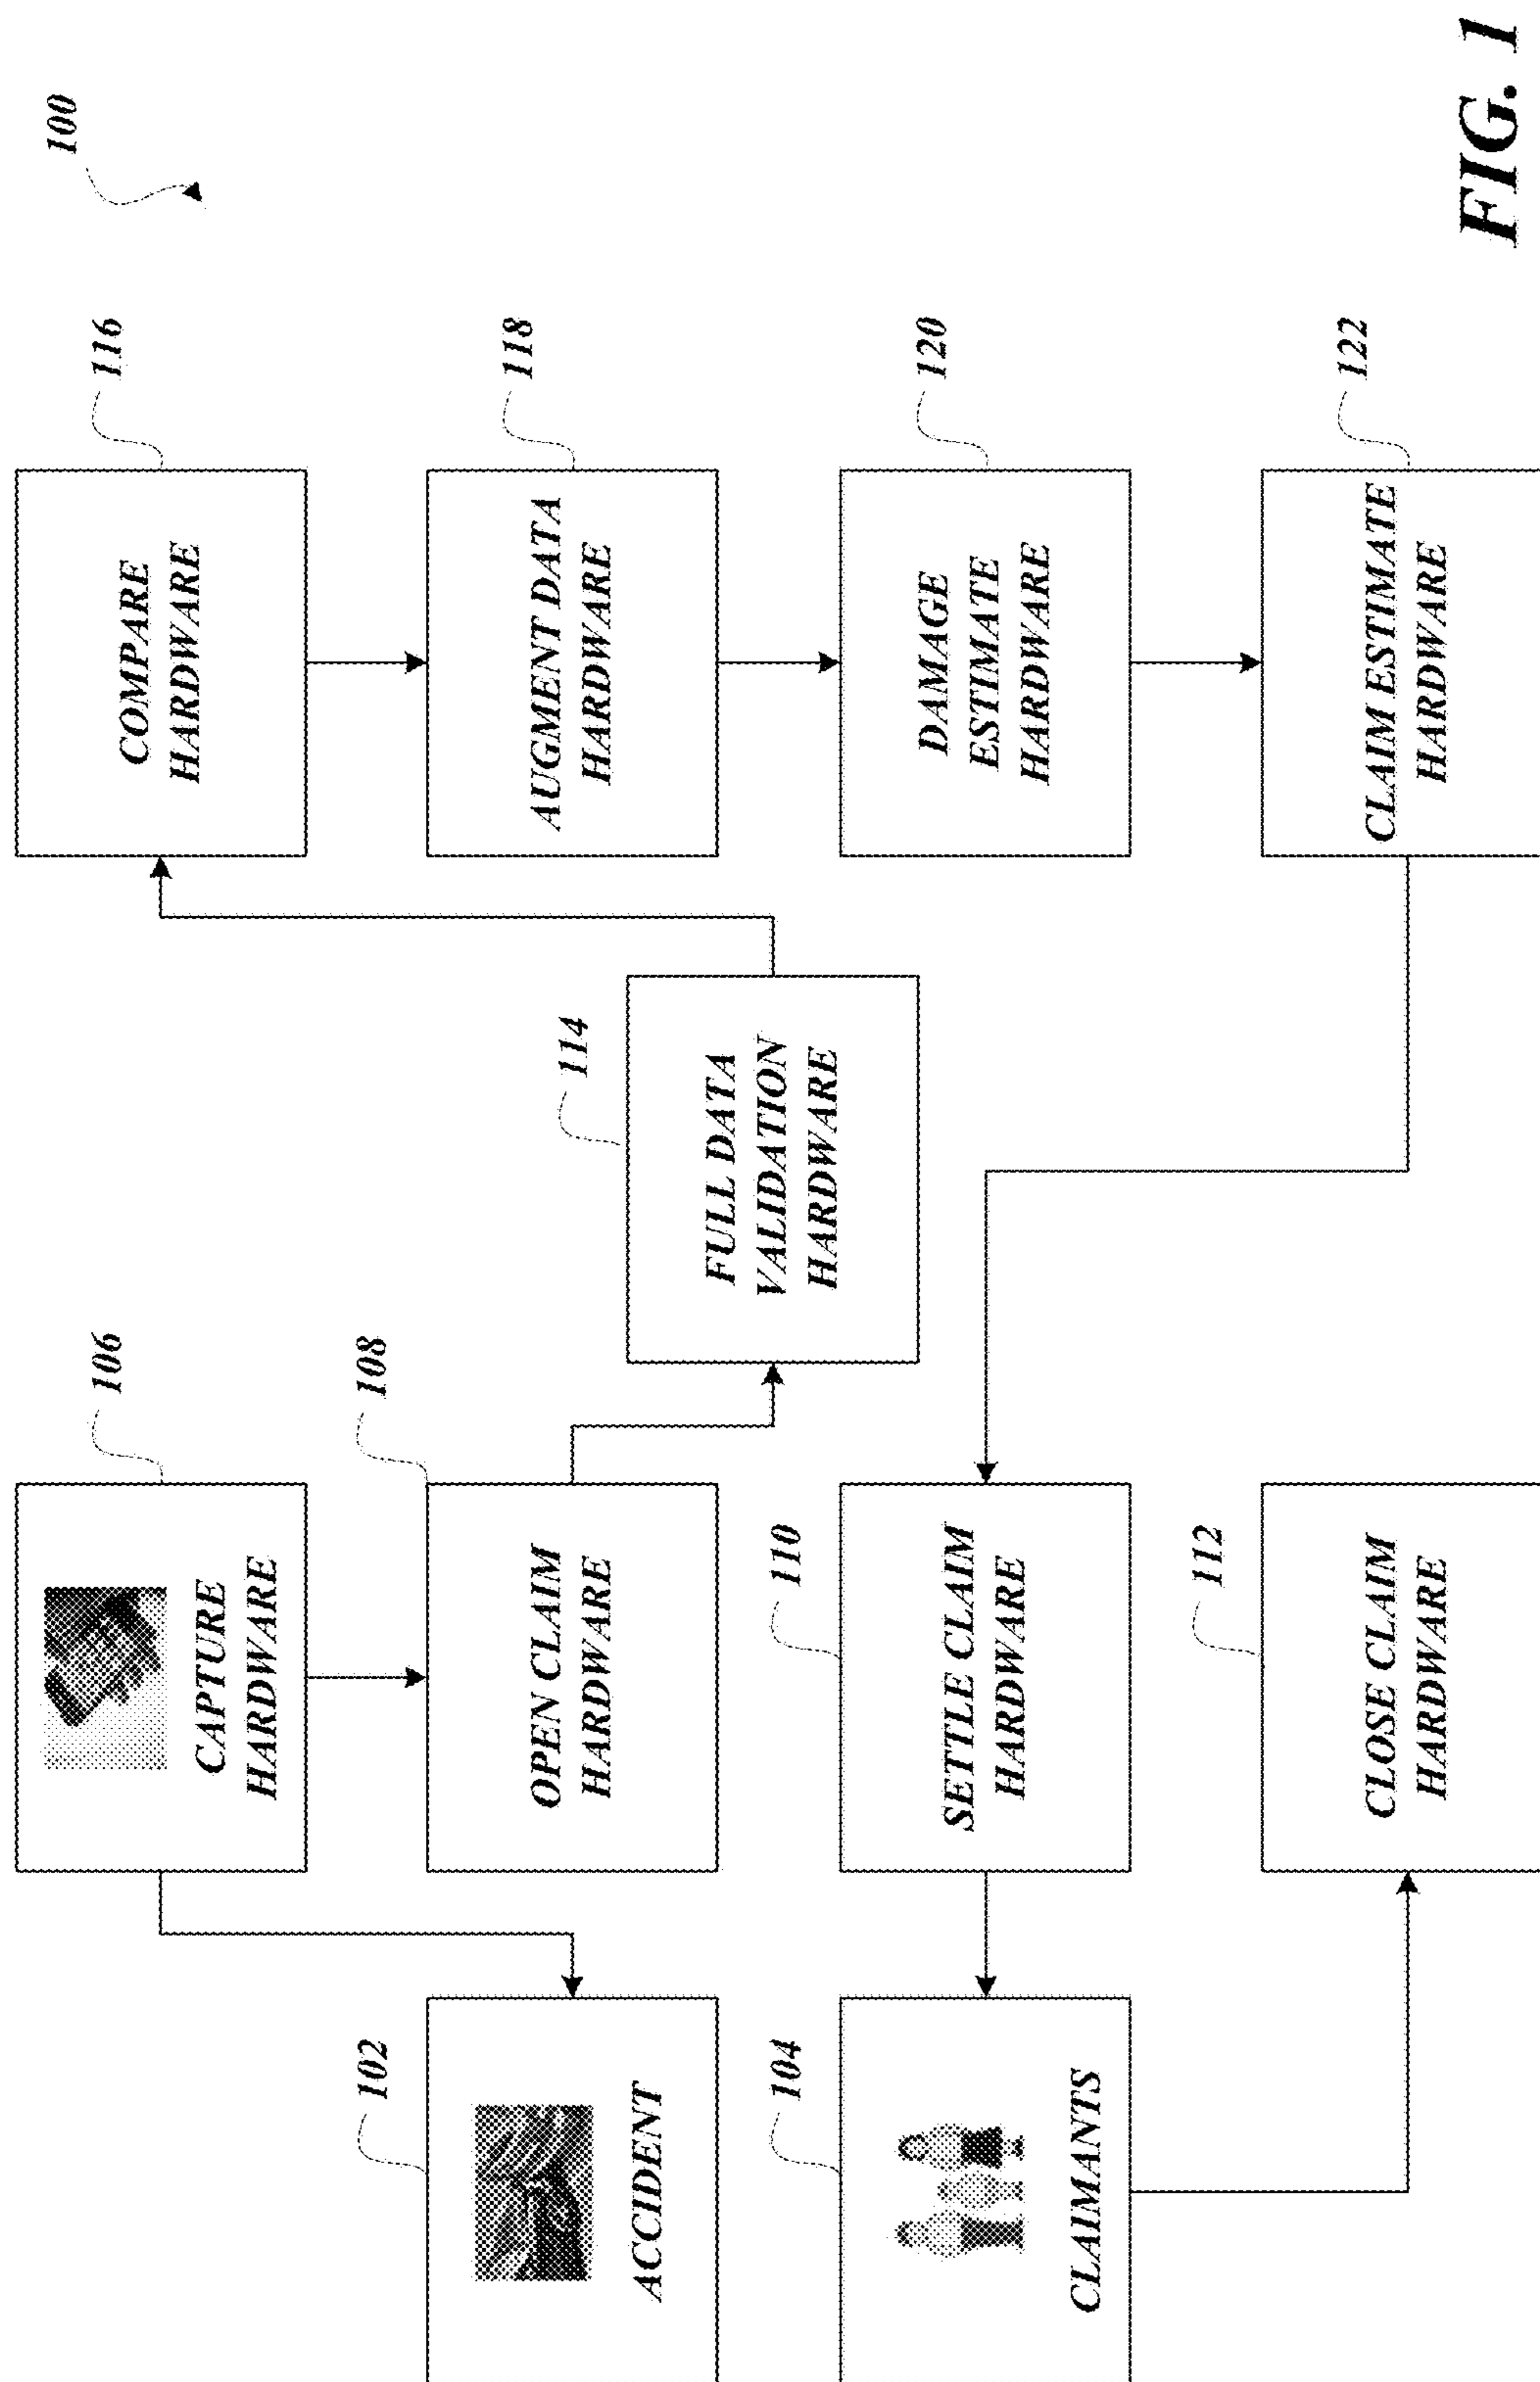 100
106
CAPTURE
HARDWARE
116
COMPARE
HARDWARE
102
ACCIDENT
108
OPEN CLAIM
HARDWARE
114
FULL DATA
VALIDATION
HARDWARE
118
AUGMENT DATA
HARDWARE
104
CLAIMANTS
110
SETTLE CLAIM
HARDWARE
120
DAMAGE
ESTIMATE
HARDWARE
112
CLOSE CLAIM
HARDWARE
122
CLAIM ESTIMATE
HARDWARE
FIG. 1